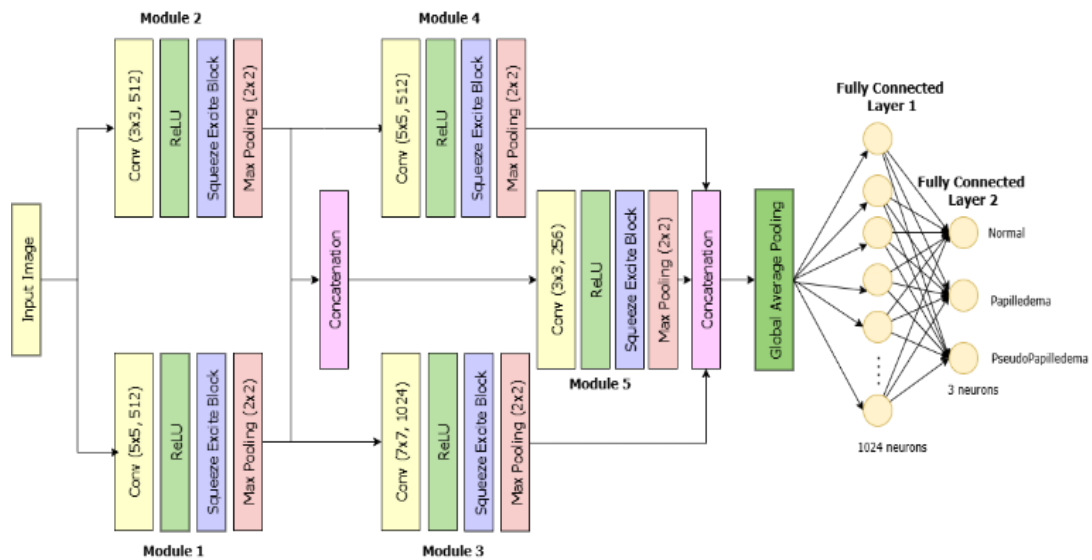 Module 2
Module 4
Conv (3x3, 512)
ReLU
Squeeze Excite Block
Max Pooling (2x2)
Conv (5x5, 512)
ReLU
Squeeze Excite Block
Max Pooling (2x2)
Fully Connected
Layer 1
Fully Connected
Layer 2
Input Image
Concatenation
Conv (3x3, 256)
ReLU
Squeeze Excite Block
Max Pooling (2x2)
Module 5
Concatenation
Global Average Pooling
Normal
Papilledema
PseudoPapilledema
3 neurons
1024 neurons
Conv (5x5, 512)
ReLU
Squeeze Excite Block
Max Pooling (2x2)
Module 1
Conv (7x7, 1024)
ReLU
Squeeze Excite Block
Max Pooling (2x2)
Module 3